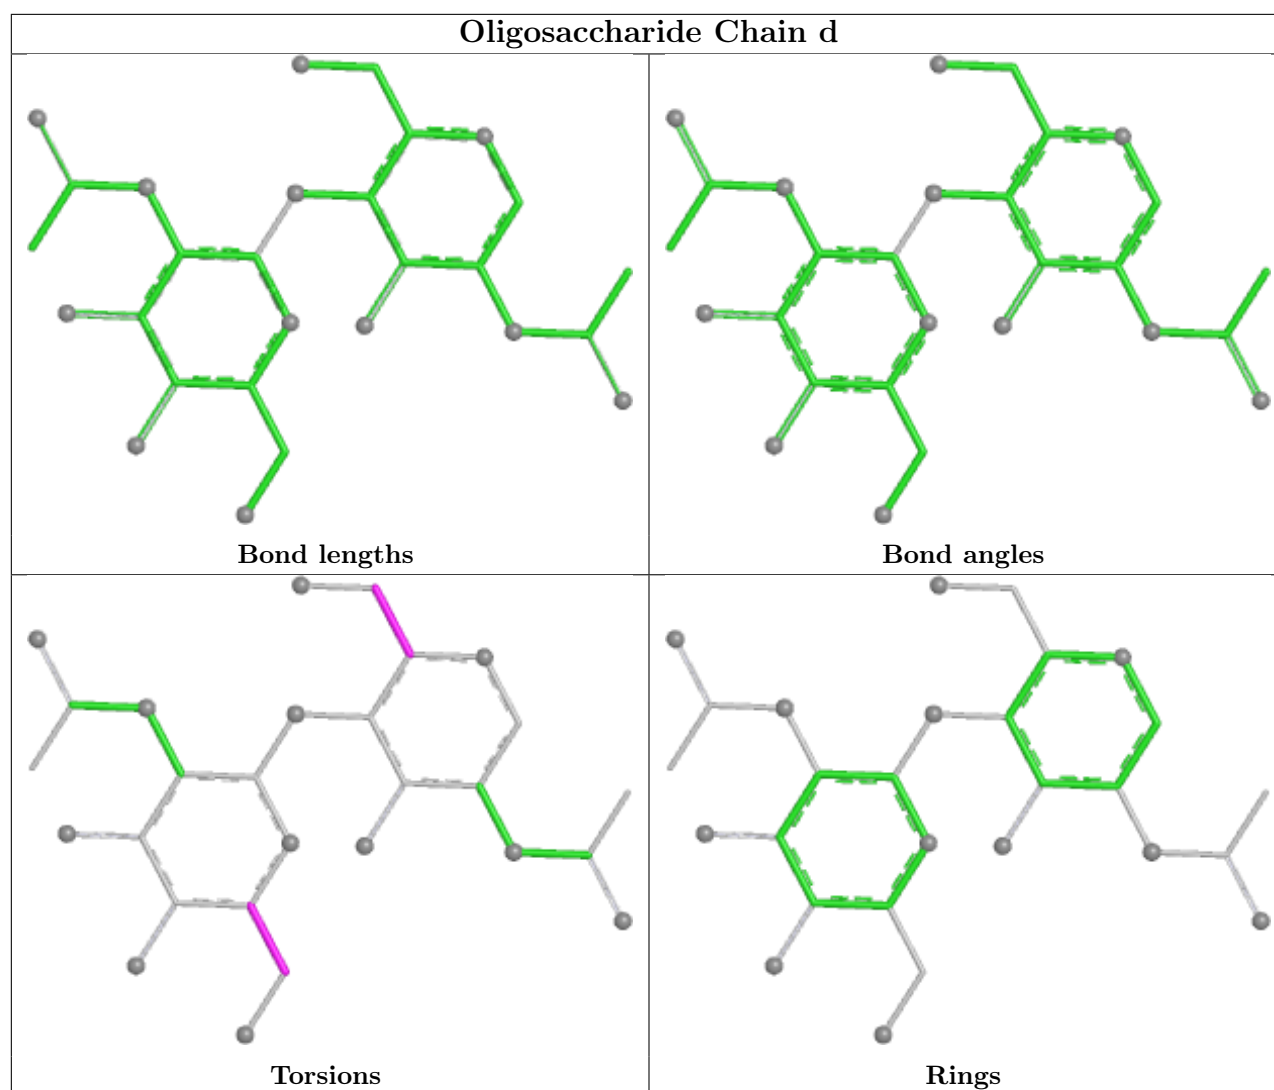 Oligosaccharide Chain d
Bond lengths
Bond angles
Torsions
Rings